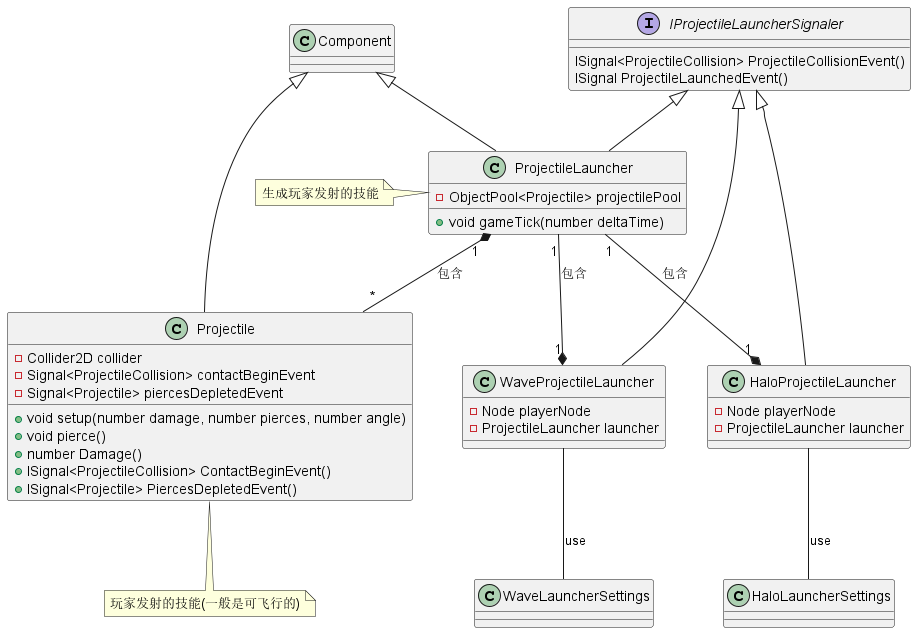 C Component
I IProjectileLauncherSignaler
ISignal<ProjectileCollision> ProjectileCollisionEvent()
ISignal ProjectileLaunchedEvent()
生成玩家发射的技能
C ProjectileLauncher
ObjectPool<Projectile> projectilePool
void gameTick(number deltaTime)
1
1
1
包含
包含
包含
*
1
1
C Projectile
Collider2D collider
Signal<ProjectileCollision> contactBeginEvent
Signal<Projectile> piercesDepletedEvent
void setup(number damage, number pierces, number angle)
void pierce()
number Damage()
ISignal<ProjectileCollision> ContactBeginEvent()
ISignal<Projectile> PiercesDepletedEvent()
C WaveProjectileLauncher
Node playerNode
ProjectileLauncher launcher
C HaloProjectileLauncher
Node playerNode
ProjectileLauncher launcher
use
use
玩家发射的技能(一般是可飞行的)
C WaveLauncherSettings
C HaloLauncherSettings